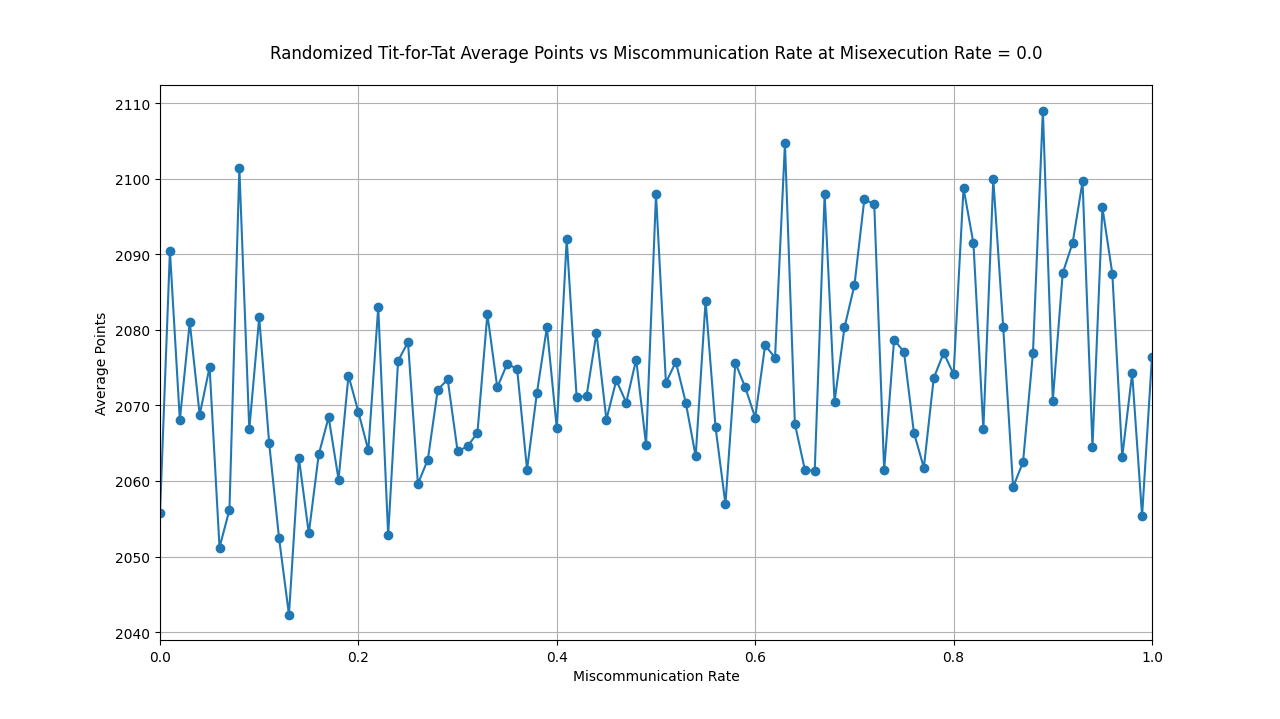 Randomized Tit-for-Tat Average Points vs Miscommunication Rate at Misexecution Rate = 0.0
2110
2100
2090
2080
2070
2060
2050
2040
Average Points
0.0 0.2 0.4 0.6 0.8 1.0
Miscommunication Rate